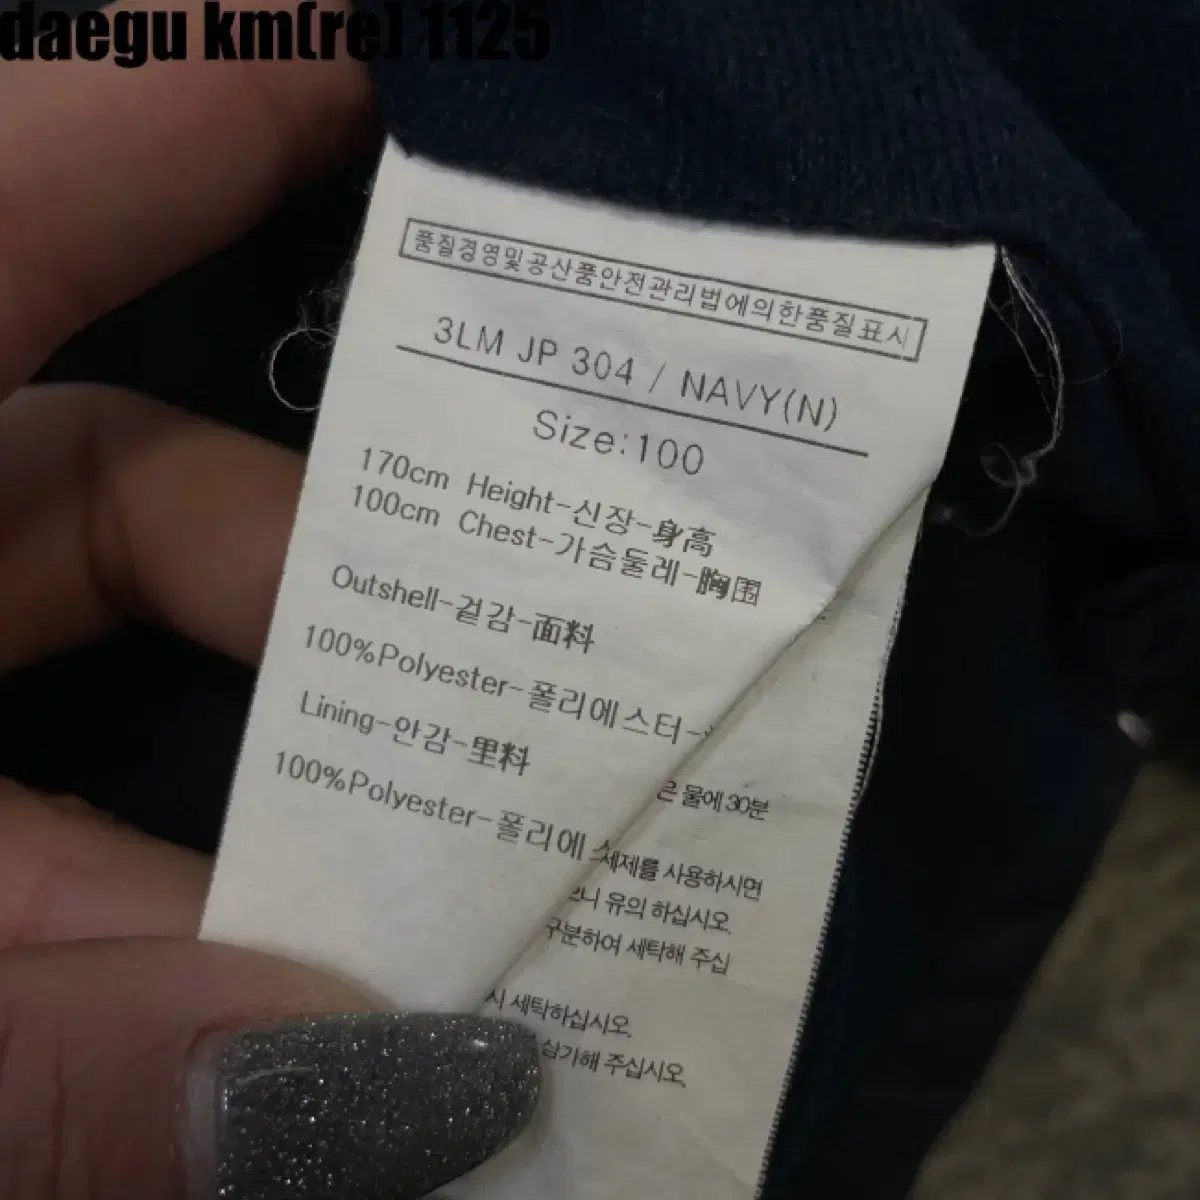 daegu km(re) 1125
품질경영및공산품안전관리법에의한품질표시
3LM JP 304 / NAVY(N)
Size:100
170cm Height-신장-身高
100cm Chest-가슴둘레-胸围
Outshell-겉감-面料
100%Polyester-폴리에스터-
Lining-안감-里料
100%Polyester-폴리에
은 물에 30분
세제를 사용하시면
유의 하십시오.
구분하여 세탁해 주십
시 세탁하십시오.
삼가해 주십시오.